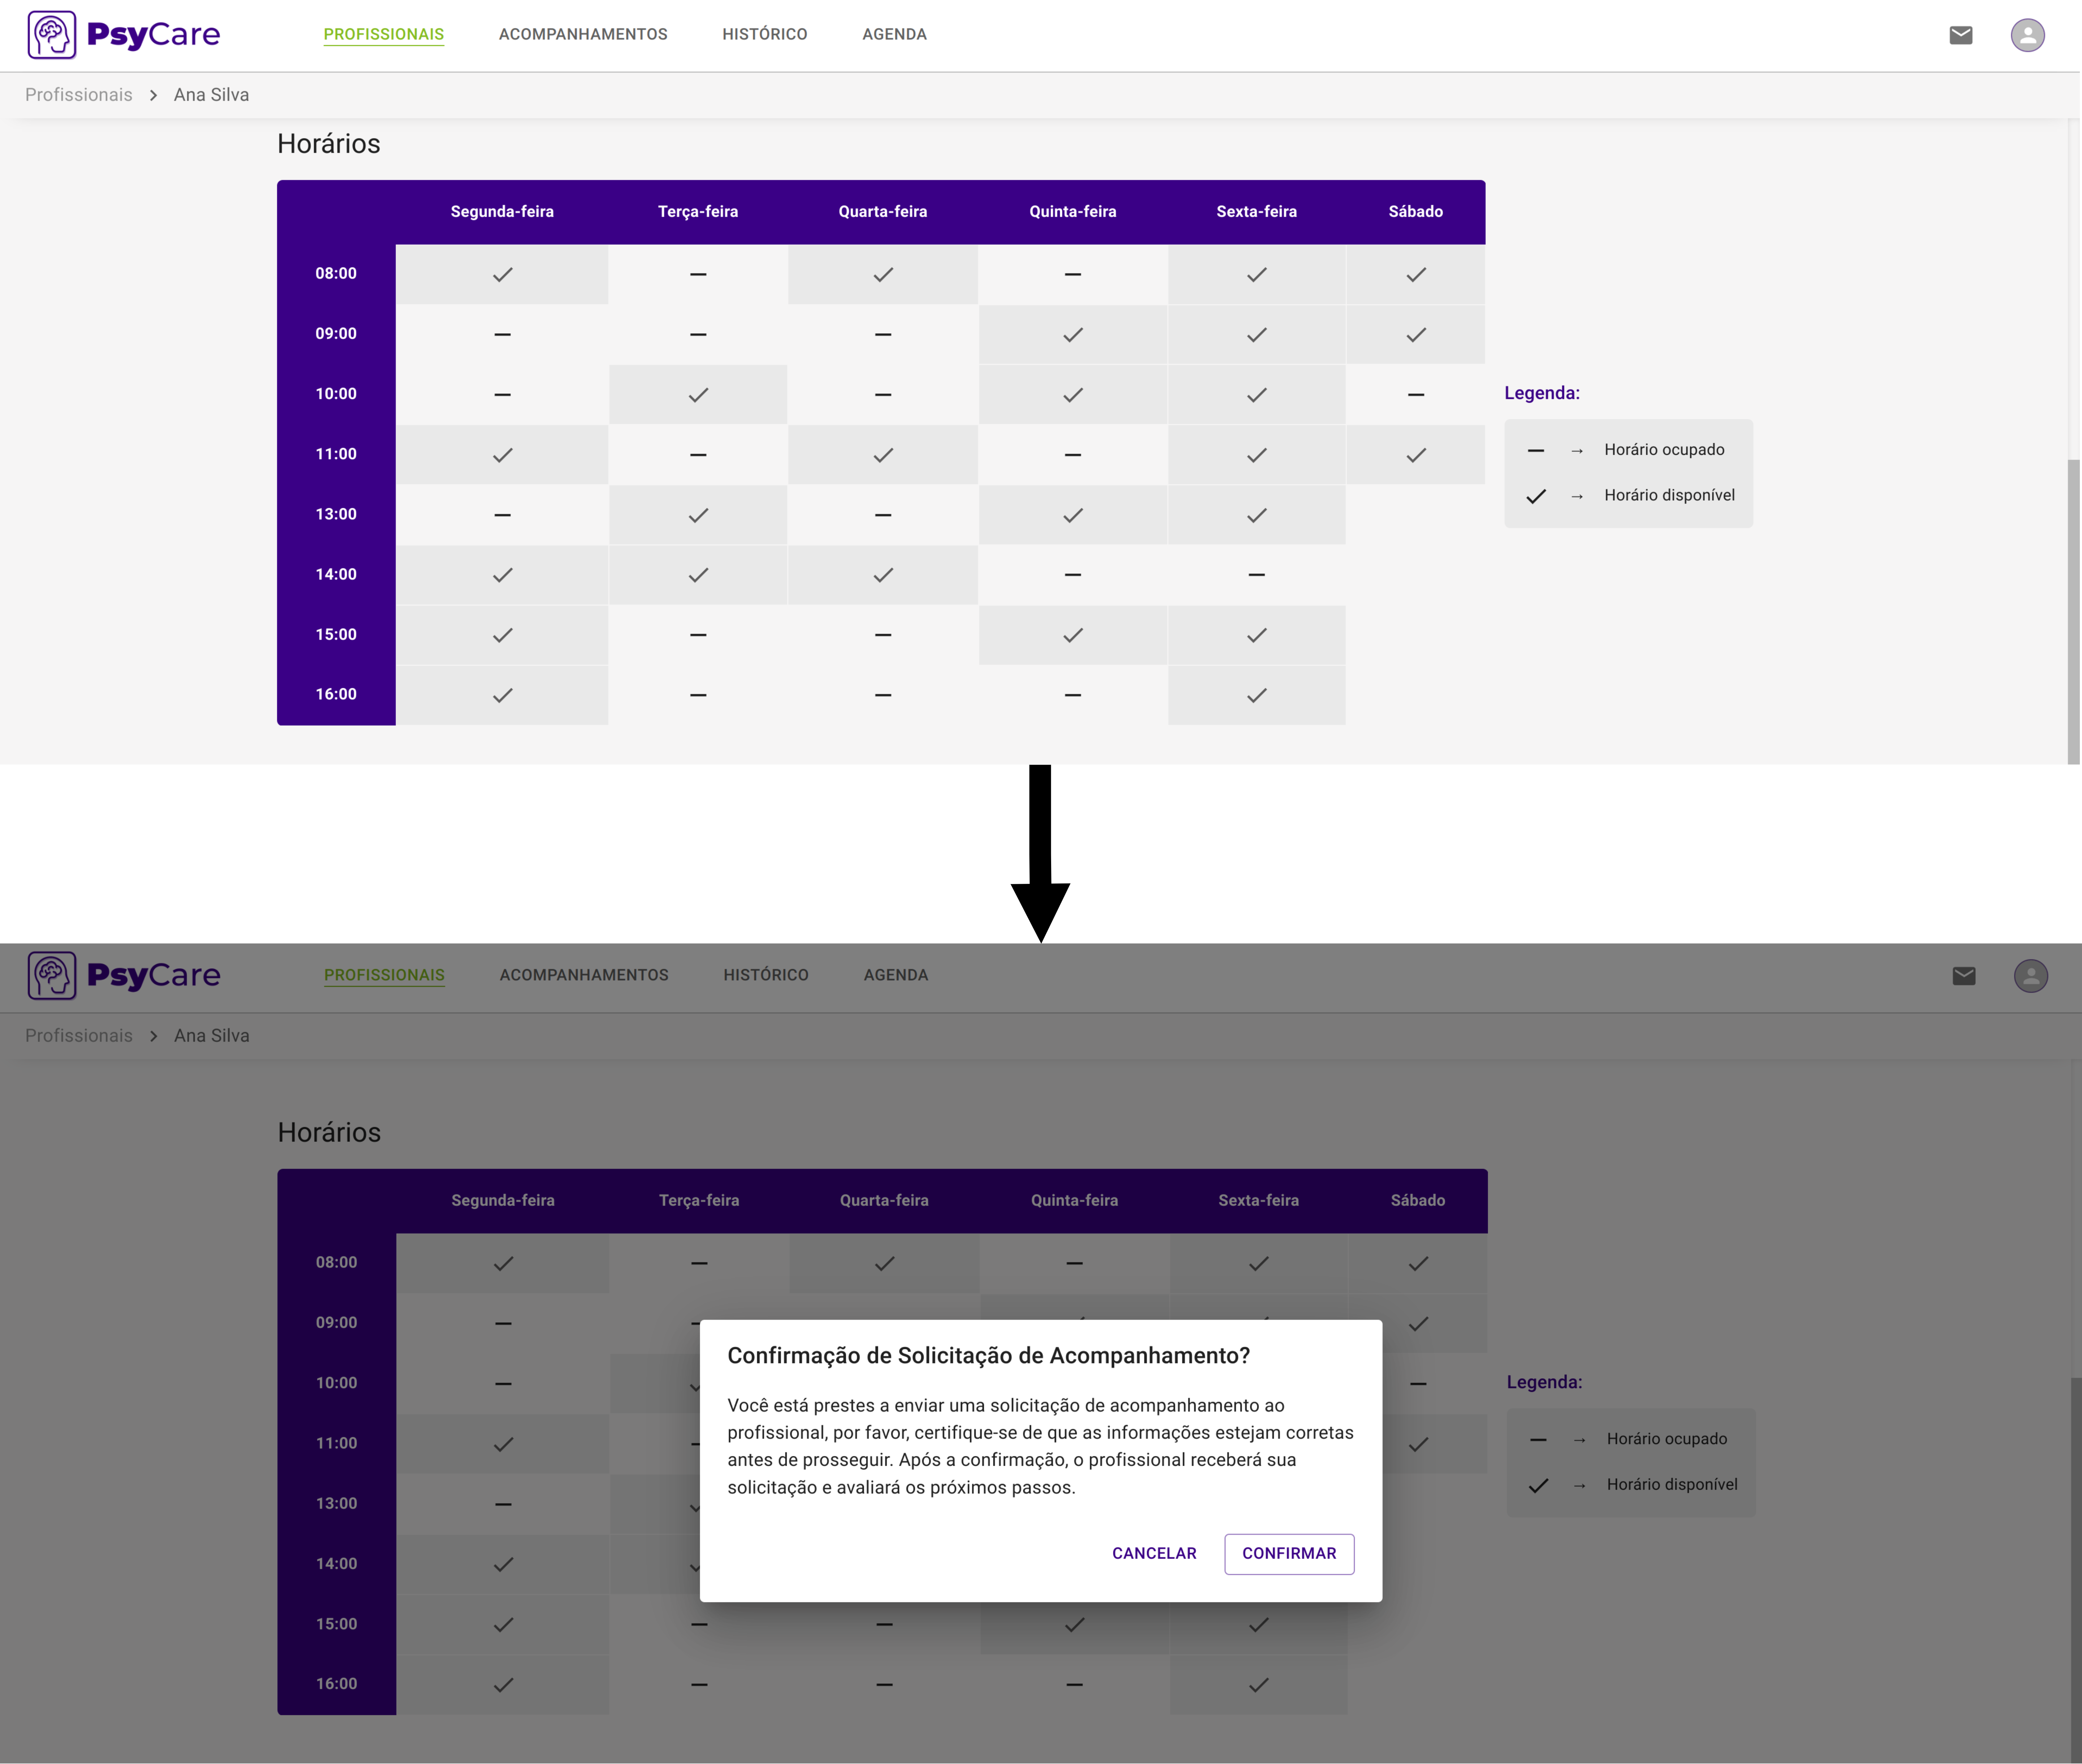 PsyCare PROFISSIONAIS ACOMPANHAMENTOS HISTÓRICO AGENDA
Profissionais > Ana Silva
Horários
Segunda-feira Terça-feira Quarta-feira Quinta-feira Sexta-feira Sábado
08:00 ✓ – ✓ – ✓ ✓
09:00 – – – ✓ ✓ ✓
10:00 – ✓ – ✓ ✓ –
11:00 ✓ – ✓ – ✓ ✓
13:00 – ✓ – ✓ ✓
14:00 ✓ ✓ ✓ – –
15:00 ✓ – – ✓ ✓
16:00 ✓ – – – ✓
Legenda:
– → Horário ocupado
✓ → Horário disponível
PsyCare PROFISSIONAIS ACOMPANHAMENTOS HISTÓRICO AGENDA
Profissionais > Ana Silva
Horários
Segunda-feira Terça-feira Quarta-feira Quinta-feira Sexta-feira Sábado
08:00 ✓ – ✓ – ✓ ✓
09:00 – – ✓
10:00 – ✓ –
11:00 ✓ – ✓
13:00 – ✓
14:00 ✓ ✓
15:00 ✓ – – ✓ ✓
16:00 ✓ – – – ✓
Confirmação de Solicitação de Acompanhamento?
Você está prestes a enviar uma solicitação de acompanhamento ao
profissional, por favor, certifique-se de que as informações estejam corretas
antes de prosseguir. Após a confirmação, o profissional receberá sua
solicitação e avaliará os próximos passos.
CANCELAR CONFIRMAR
Legenda:
– → Horário ocupado
✓ → Horário disponível